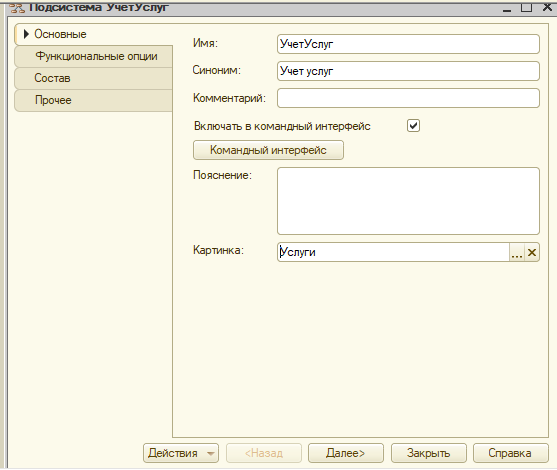 Подсистема УчетУслуг
Основные
Функциональные опции
Состав
Прочее
Имя:
УчетУслуг
Синоним:
Учет услуг
Комментарий:
Включать в командный интерфейс
Командный интерфейс
Пояснение:
Картинка:
Услуги
...
Действия
<Назад
Далее>
Закрыть
Справка